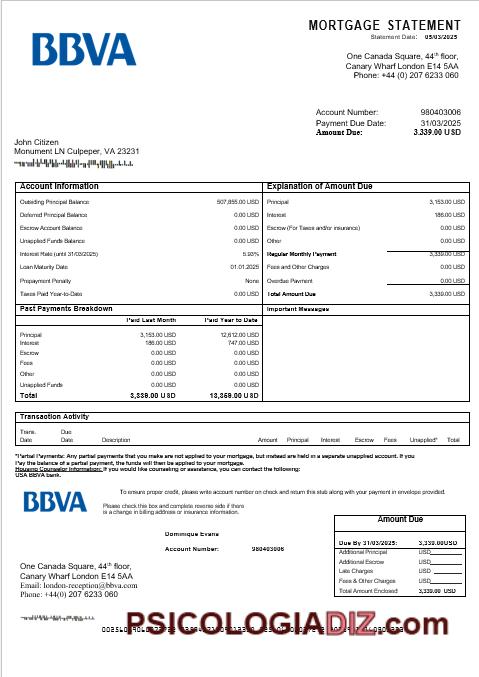 BBVA
MORTGAGE STATEMENT
Statement Date: 05/03/2025
One Canada Square, 44th floor,
Canary Wharf London E14 5AA
Phone: +44 (0) 207 6233 060
Account Number: 980403006
Payment Due Date: 31/03/2025
Amount Due: 3,339.00 USD
John Citizen
Monument LN Culpeper, VA 23231
Account Information
Outsiding Principal Balance 507,855.00 USD
Deferred Principal Balance 0.00 USD
Escrow Account Balance 0.00 USD
Unapplied Funds Balance 0.00 USD
Interest Rate (until 31/03/2025) 5.93%
Loan Maturity Date 01.01.2025
Prepayment Penalty None
Taxes Paid Year-to-Date 0.00 USD
Explanation of Amount Due
Principal 3,153.00 USD
Interest 186.00 USD
Escrow (For Taxes and/or insurance) 0.00 USD
Other 0.00 USD
Regular Monthly Payment 3,339.00 USD
Fees and Other Charges 0.00 USD
Overdue Payment 0.00 USD
Total Amount Due 3,339.00 USD
Past Payments Breakdown
Paid Last Month Paid Year to Date
Principal 3,153.00 USD 12,612.00 USD
Interest 186.00 USD 747.00 USD
Escrow 0.00 USD 0.00 USD
Fees 0.00 USD 0.00 USD
Other 0.00 USD 0.00 USD
Unapplied Funds 0.00 USD 0.00 USD
Total 3,339.00 USD 13,359.00 USD
Important Messages
Transaction Activity
Trans. Date Due Date Description Amount Principal Interest Escrow Fees Unapplied* Total
*Partial Payments: Any partial payments that you make are not applied to your mortgage, but instead are held in a separate unapplied account. If you
Pay the balance of a partial payment, the funds will then be applied to your mortgage.
Housing Counselor Information: If you would like counseling or assistance, you can contact the following:
USA BBVA bank.
BBVA
To ensure proper credit, please write account number on check and return this stub along with your payment in envelope provided.
Please check this box and complete reverse side if there
is a change in billing address or insurance information.
Dominique Evans
Account Number: 980403006
One Canada Square, 44th floor,
Canary Wharf London E14 5AA
Email: london-reception@bbva.com
Phone: +44(0) 207 6233 060
Amount Due
Due By 31/03/2025: 3,339.00USD
Additional Principal USD
Additional Escrow USD
Late Charges USD
Fees & Other Charges USD
Total Amount Enclosed 3,339.00 USD
PSICOLOGIADIZ.com